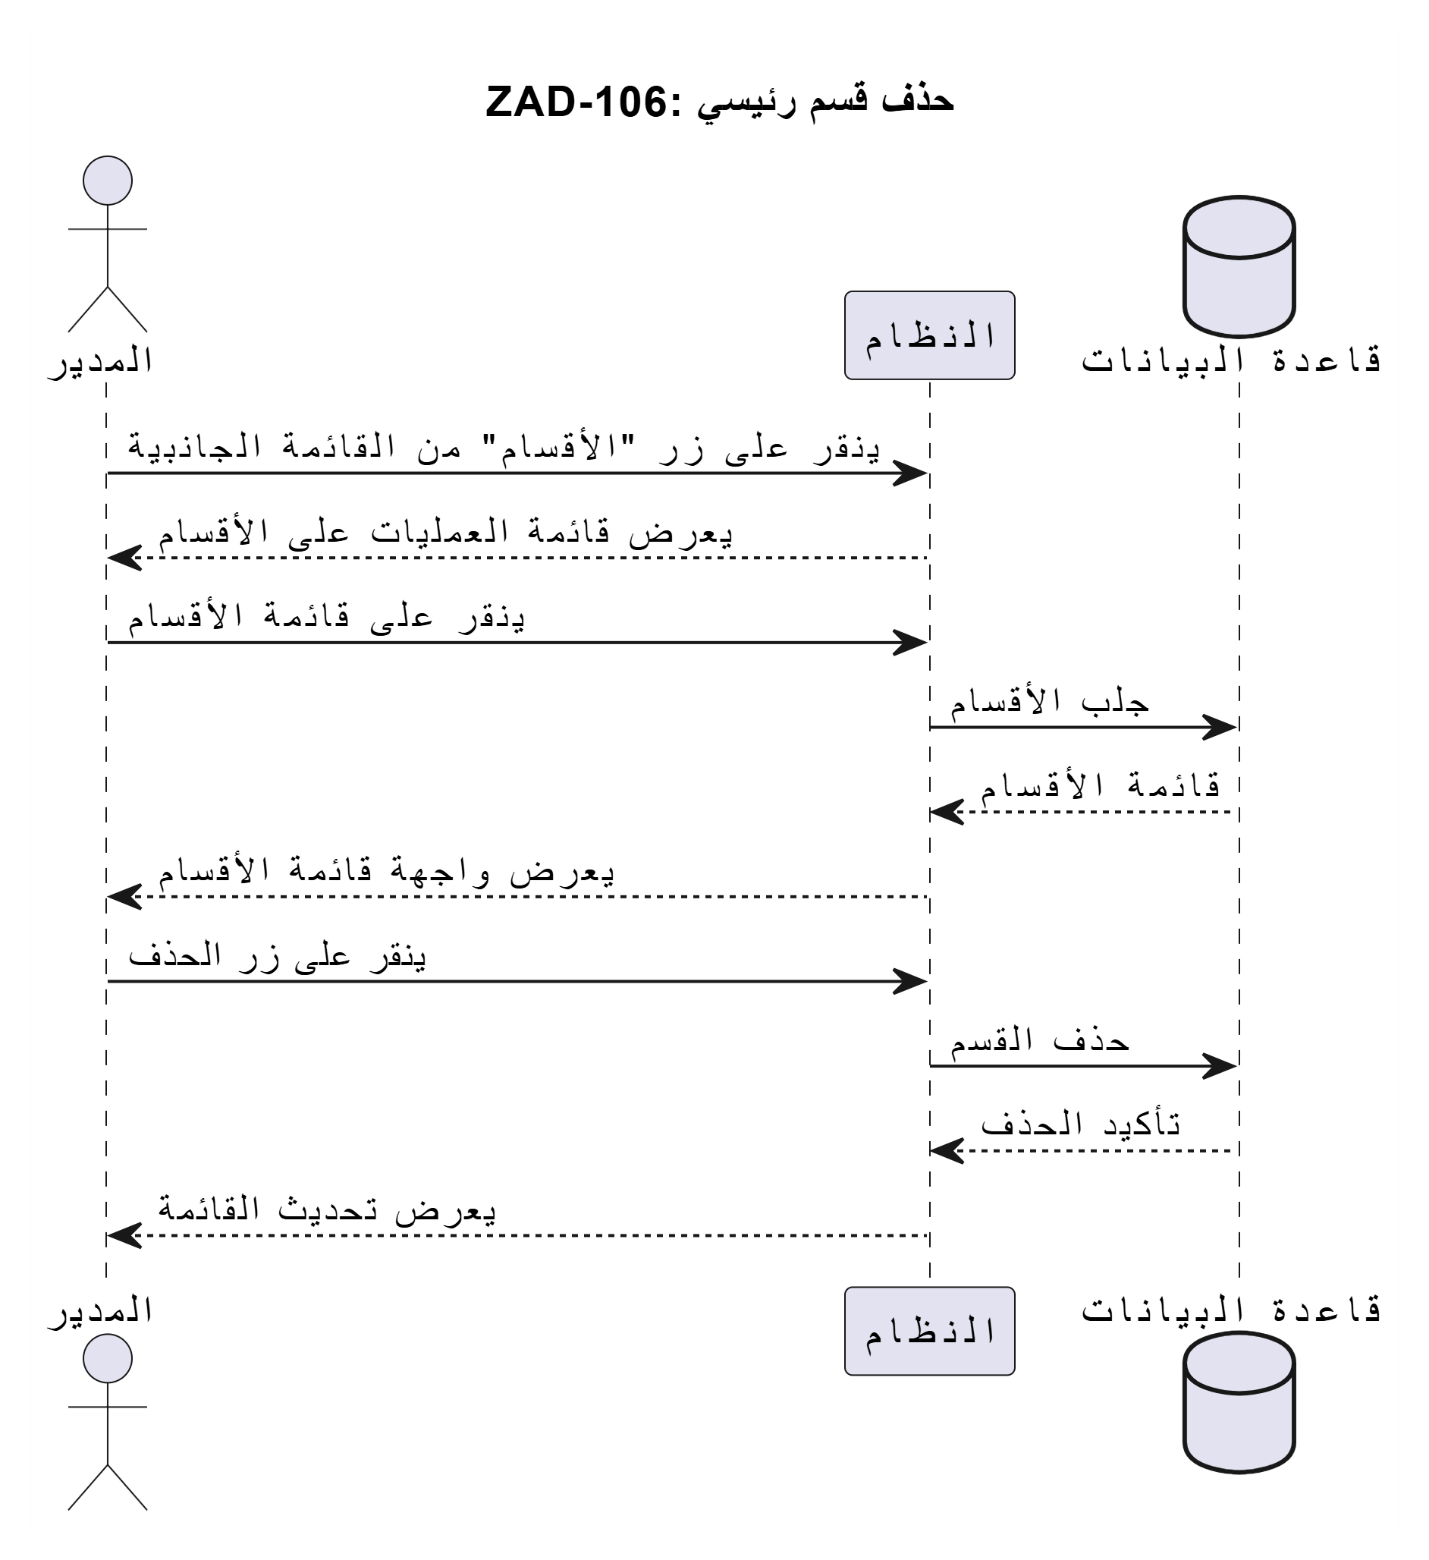 ZAD-106: حذف قسم رئيسي
المدير
النظام
قاعدة البيانات
ينقر على زر "الأقسام" من القائمة الجانبية
يعرض قائمة العمليات على الأقسام
ينقر على قائمة الأقسام
جلب الأقسام
قائمة الأقسام
يعرض واجهة قائمة الأقسام
ينقر على زر الحذف
حذف القسم
تأكيد الحذف
يعرض تحديث القائمة
المدير
النظام
قاعدة البيانات